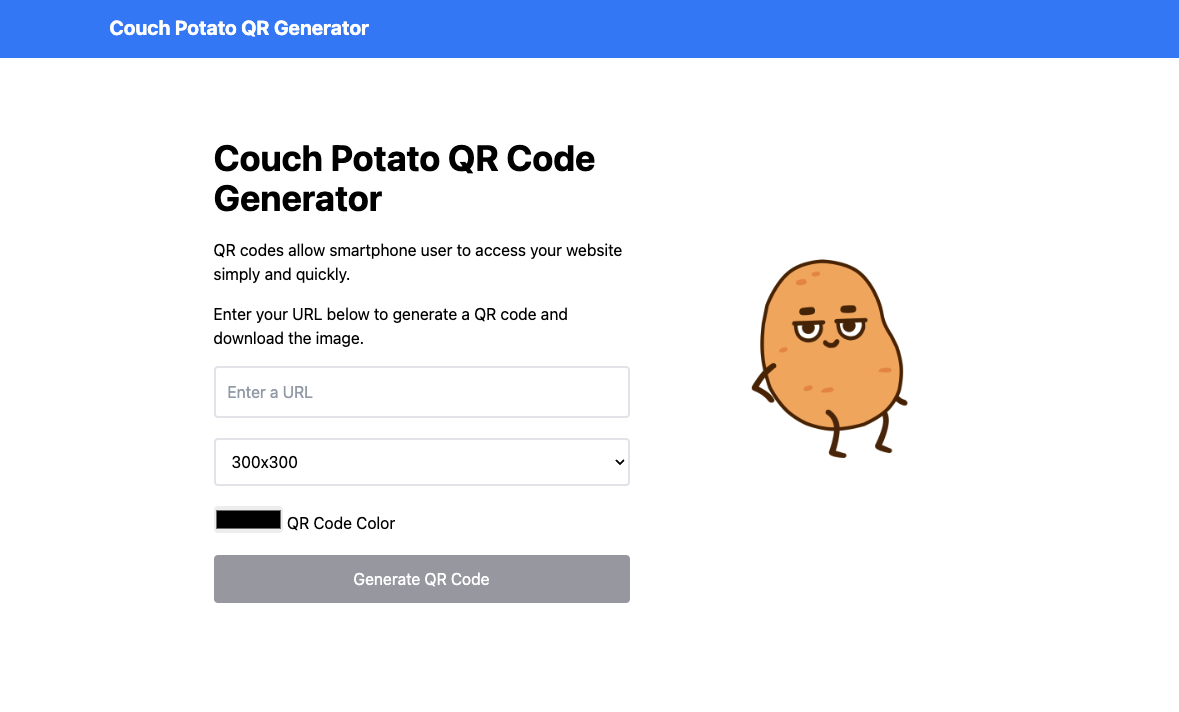 Couch Potato QR Generator
Couch Potato QR Code
Generator
QR codes allow smartphone user to access your website
simply and quickly.
Enter your URL below to generate a QR code and
download the image.
Enter a URL
300x300
QR Code Color
Generate QR Code